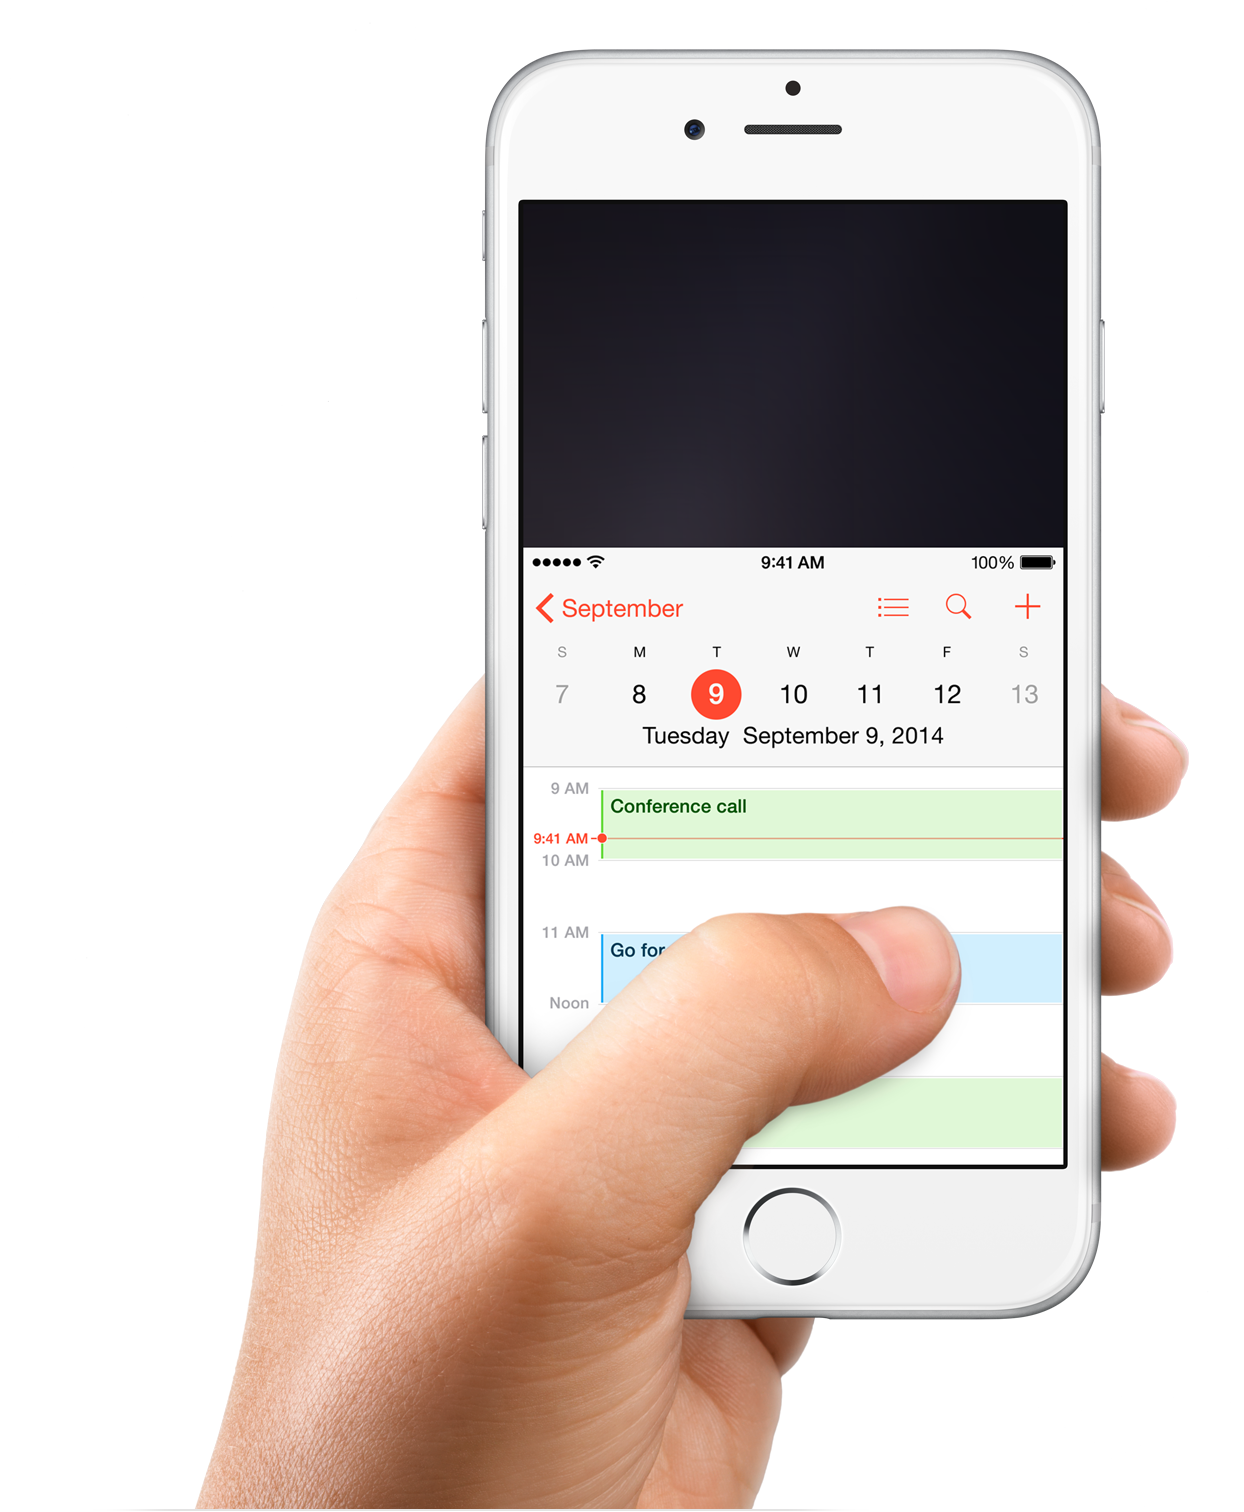 9:41 AM 100%
September
S M T W T F S
7 8 9 10 11 12 13
Tuesday September 9, 2014
9 AM
Conference call
9:41 AM
10 AM
11 AM
Go for
Noon